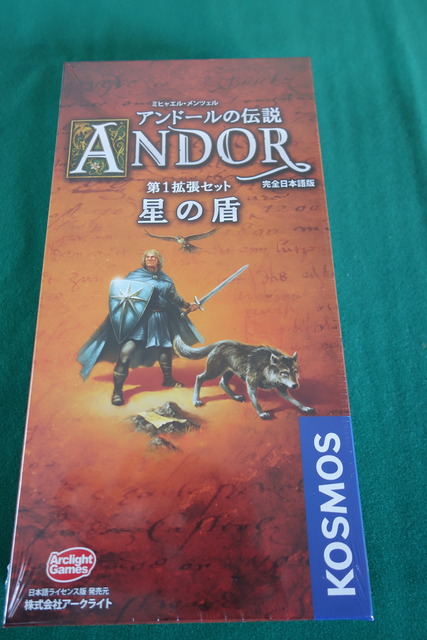 ミヒャエル・メンツェル
アンドールの伝説
ANDOR
完全日本語版
第1拡張セット
星の盾
KOSMOS
Arclight
Games
日本語ライセンス版 発売元
株式会社アークライト